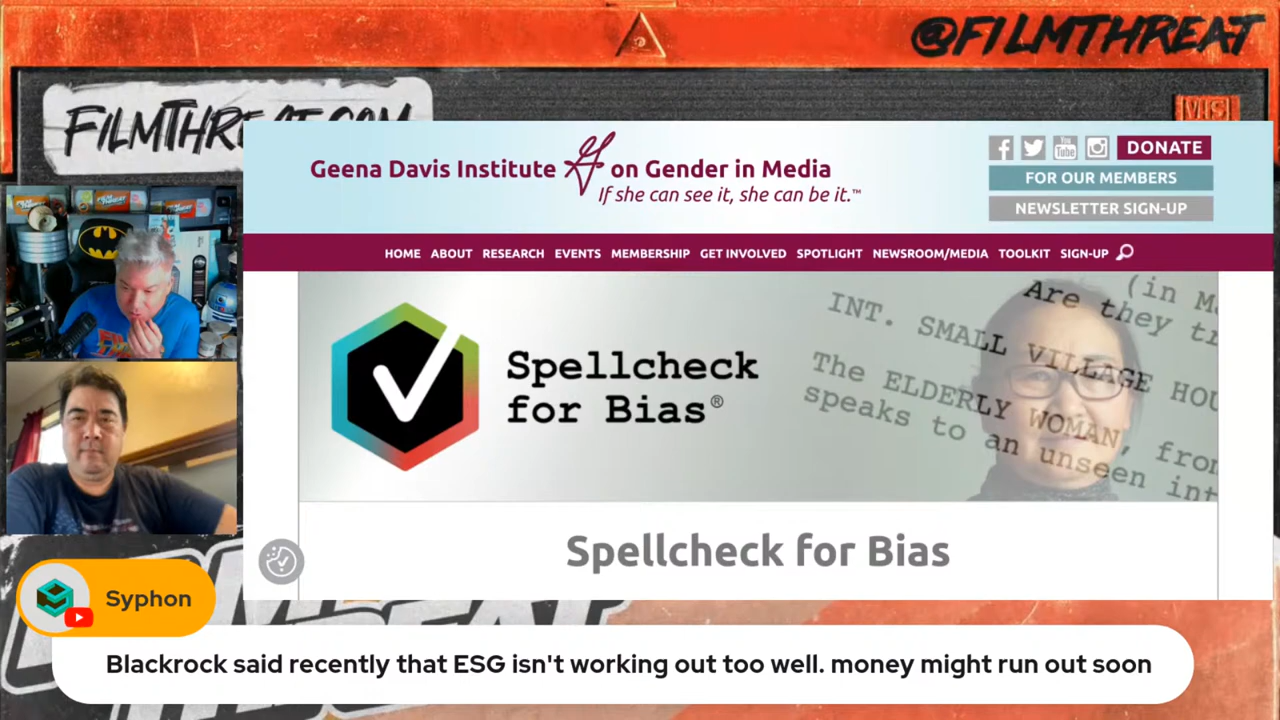 @FILMTHREAT
FILMTHREAT.COM
VIS
Geena Davis Institute on Gender in Media
If she can see it, she can be it.™
DONATE
FOR OUR MEMBERS
NEWSLETTER SIGN-UP
HOME ABOUT RESEARCH EVENTS MEMBERSHIP GET INVOLVED SPOTLIGHT NEWSROOM/MEDIA TOOLKIT SIGN-UP
Spellcheck
for Bias®
(in
Are they
INT. SMALL VILLAGE
The ELDERLY WOMAN,
speaks to an unseen
Spellcheck for Bias
Syphon
Blackrock said recently that ESG isn't working out too well. money might run out soon